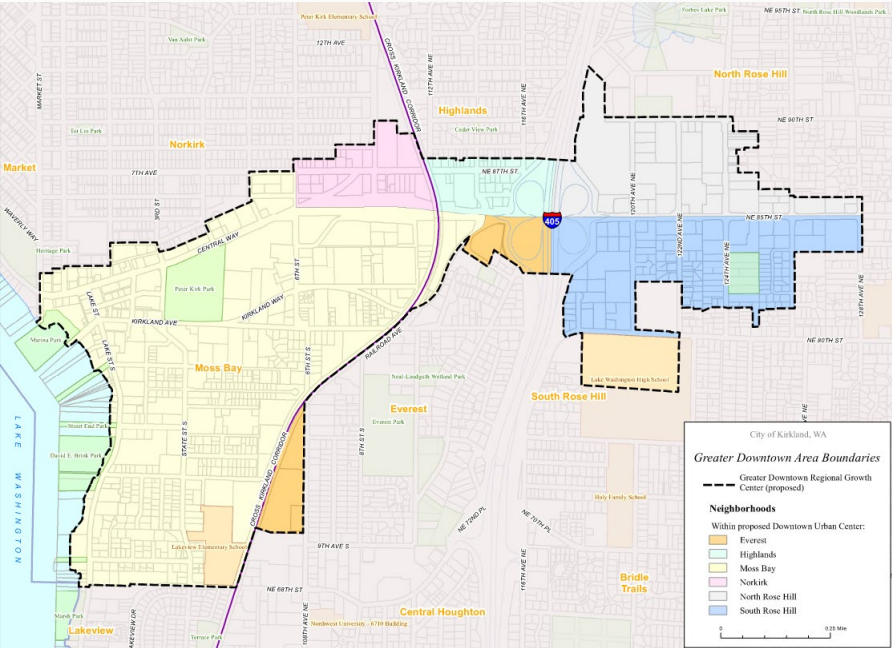 Peter Kirk Elementary School
Forbes Lake Park
NE 95TH ST
North Rose Hill Woodlands Park
Van Aalst Park
12TH AVE
CROSS KIRKLAND CORRIDOR
112TH AVE NE
116TH AVE NE
North Rose Hill
MARKET ST
Highlands
Tot Lot Park
Norkirk
Cedar View Park
NE 90TH ST
Market
7TH AVE
NE 87TH ST
120TH AVE NE
3RD ST
WAVERLY WAY
405
NE 85TH ST
Heritage Park
CENTRAL WAY
6TH ST
122ND AVE NE
124TH AVE NE
128TH AVE NE
Peter Kirk Park
LAKE ST
KIRKLAND WAY
KIRKLAND AVE
Marina Park
LAKE ST S
RAILROAD AVE
NE 80TH ST
6TH ST S
Moss Bay
Neal-Landguth Wetland Park
Lake Washington High School
South Rose Hill
Everest
Everest Park
LAKE WASHINGTON
Street End Park
STATE ST S
8TH ST S
David E. Brink Park
CROSS KIRKLAND CORRIDOR
Holy Family School
NE 72ND PL
NE 70TH PL
Lakeview Elementary School
9TH AVE S
116TH AVE NE
NE 68TH ST
Bridle
Trails
Marsh Park
Central Houghton
108TH AVE NE
Northwest University - 6710 Building
Lakeview
LAKEVIEW DR
Terrace Park
City of Kirkland, WA
Greater Downtown Area Boundaries
Greater Downtown Regional Growth
Center (proposed)
Neighborhoods
Within proposed Downtown Urban Center:
Everest
Highlands
Moss Bay
Norkirk
North Rose Hill
South Rose Hill
0
0.25 Mile